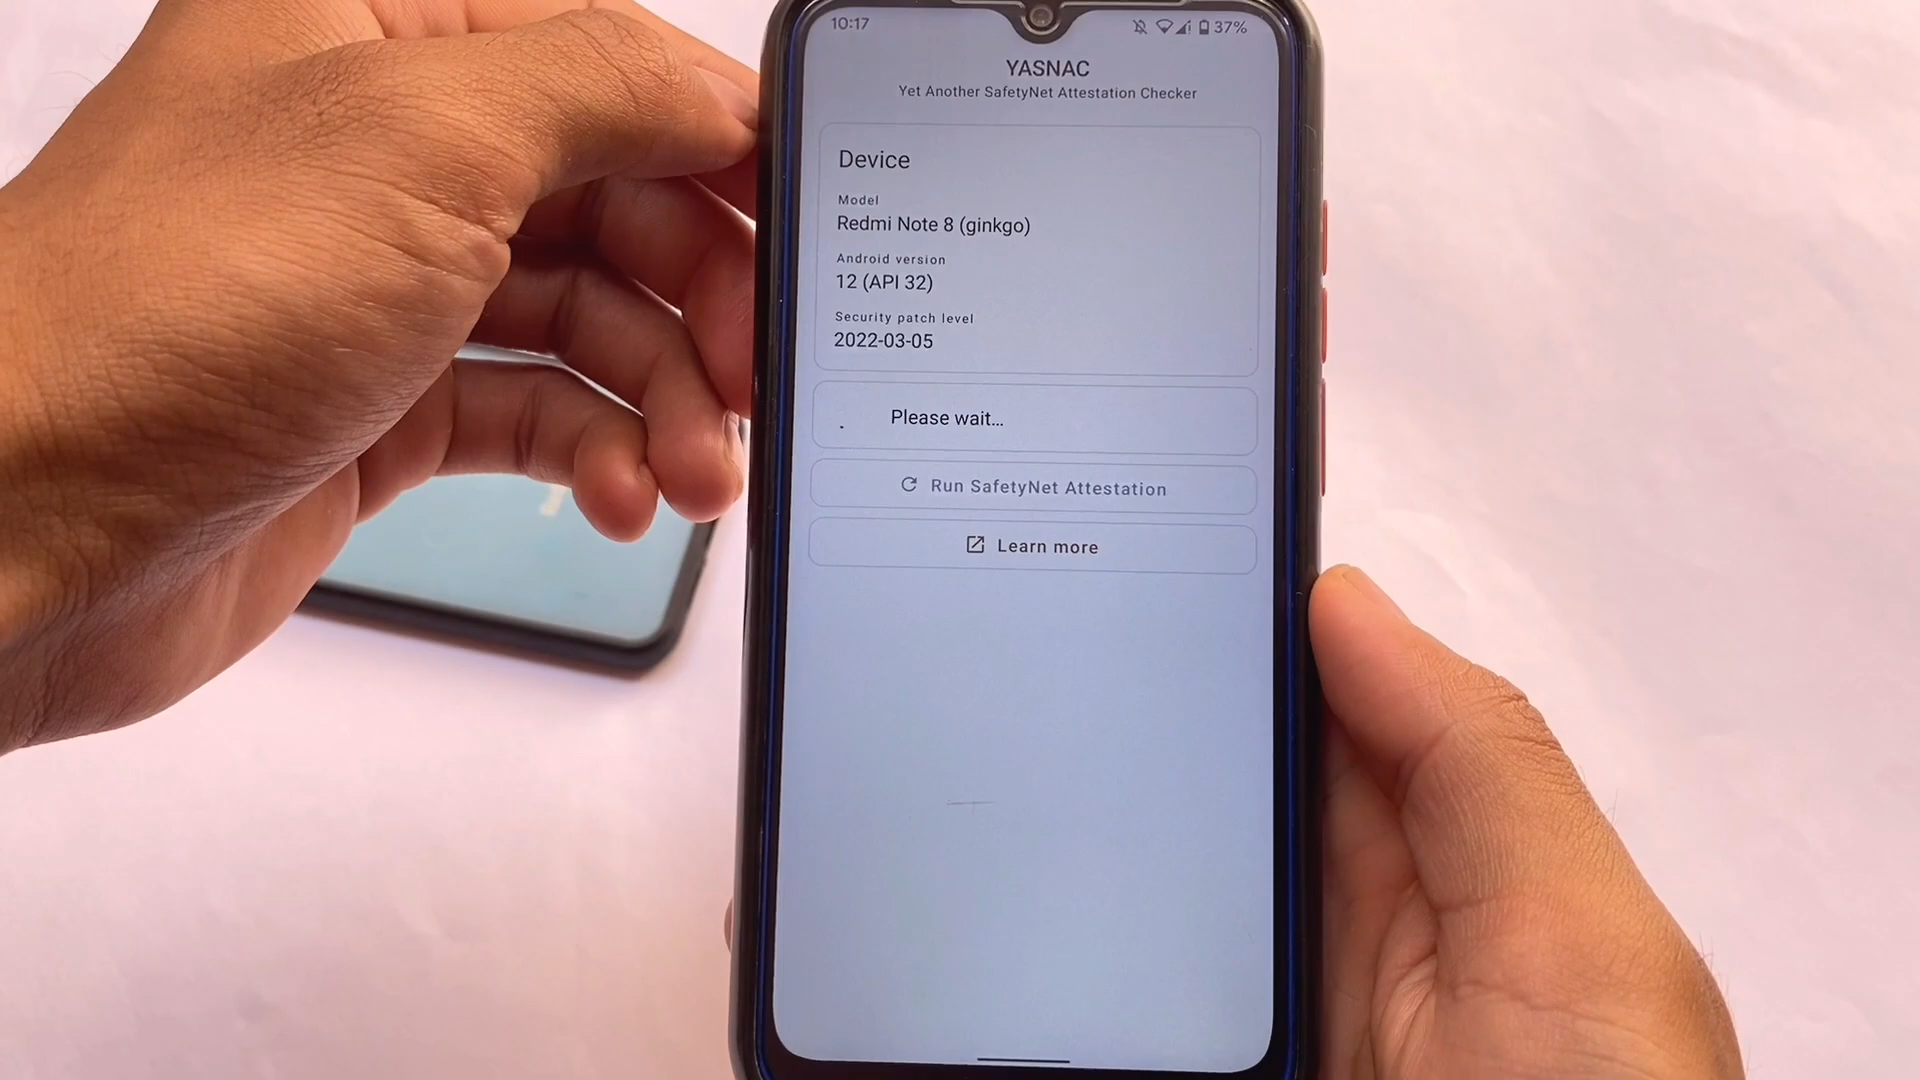 10:17
37%
YASNAC
Yet Another SafetyNet Attestation Checker
Device
Model
Redmi Note 8 (ginkgo)
Android version
12 (API 32)
Security patch level
2022-03-05
Please wait...
Run SafetyNet Attestation
Learn more